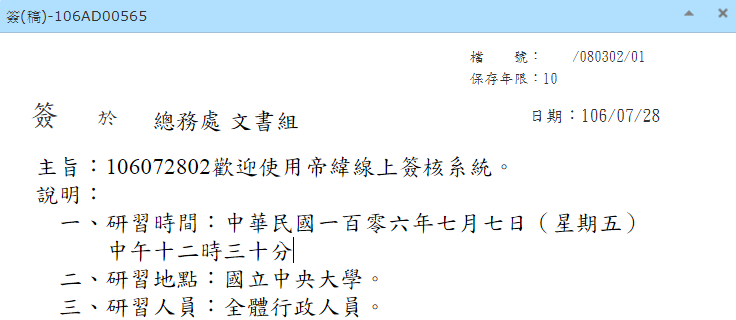 簽(稿)-106AD00565
檔　　號：　　/080302/01
保存年限：10
簽　於　總務處 文書組
日期：106/07/28
主旨：106072802歡迎使用帝緯線上簽核系統。
說明：
一、研習時間：中華民國一百零六年七月七日（星期五）
中午十二時三十分
二、研習地點：國立中央大學。
三、研習人員：全體行政人員。